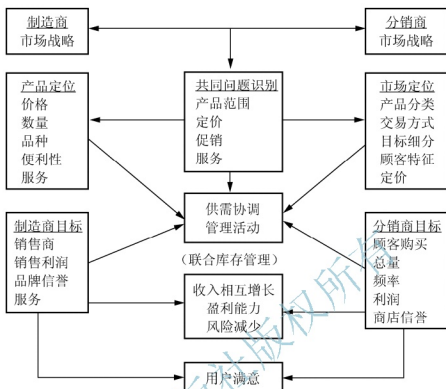 制造商
市场战略
分销商
市场战略
产品定位
价格
数量
品种
便利性
服务
共同问题识别
产品范围
定价
促销
服务
市场定位
产品分类
交易方式
目标细分
顾客特征
定价
供需协调
管理活动
(联合库存管理)
制造商目标
销售商
销售利润
品牌信誉
服务
收入相互增长
盈利能力
风险减少
分销商目标
顾客购买
总量
频率
利润
商店信誉
用户满意
社版权所有